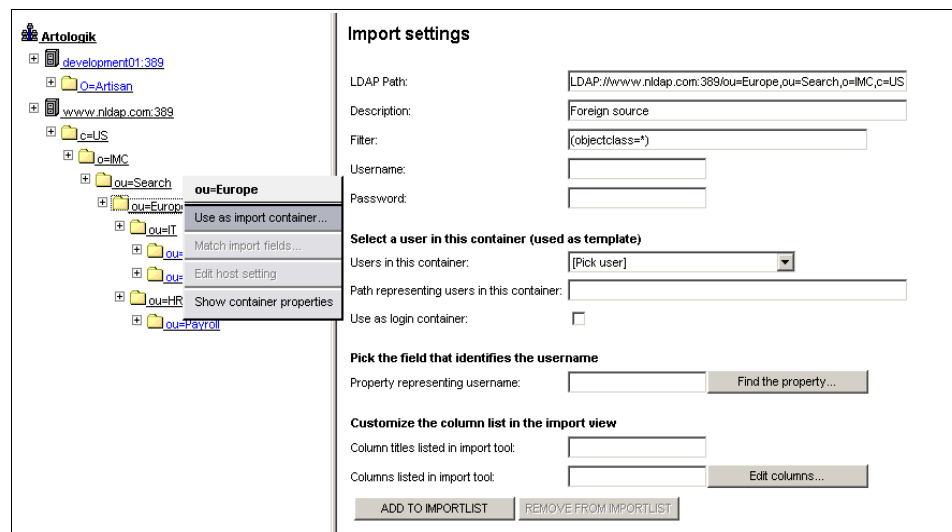 Artologik
development01:389
O=Artisan
www.nldap.com:389
c=US
o=IMC
ou=Search
ou=Europe
ou=IT
ou=
ou=
ou=HR
ou=Payroll
ou=Europe
Use as import container...
Match import fields...
Edit host setting
Show container properties
Import settings
LDAP Path: LDAP://www.nldap.com:389/ou=Europe,ou=Search,o=IMC,c=US
Description: Foreign source
Filter: (objectclass=*)
Username:
Password:
Select a user in this container (used as template)
Users in this container: [Pick user]
Path representing users in this container:
Use as login container:
Pick the field that identifies the username
Property representing username: Find the property...
Customize the column list in the import view
Column titles listed in import tool:
Columns listed in import tool: Edit columns...
ADD TO IMPORTLIST REMOVE FROM IMPORTLIST